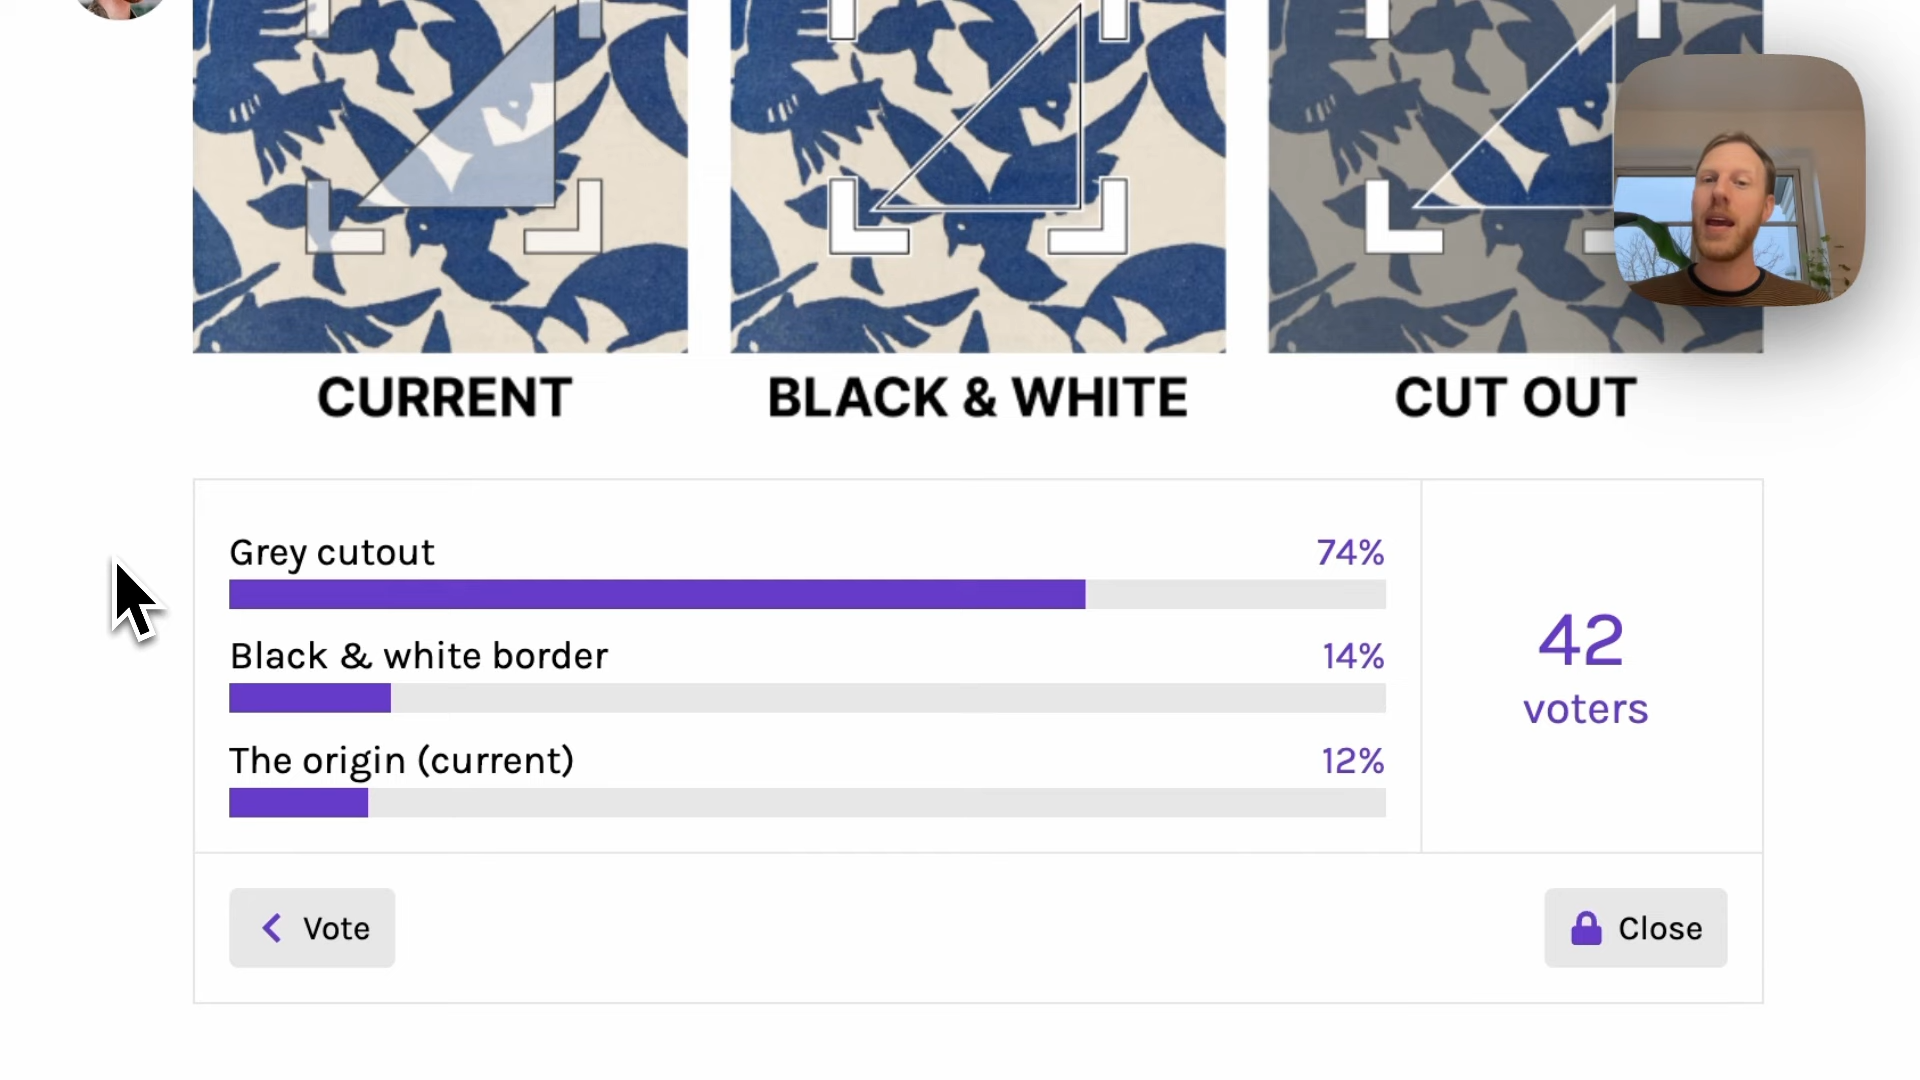 CURRENT BLACK & WHITE CUT OUT
Grey cutout 74%
Black & white border 14%
The origin (current) 12%
42
voters
Vote Close